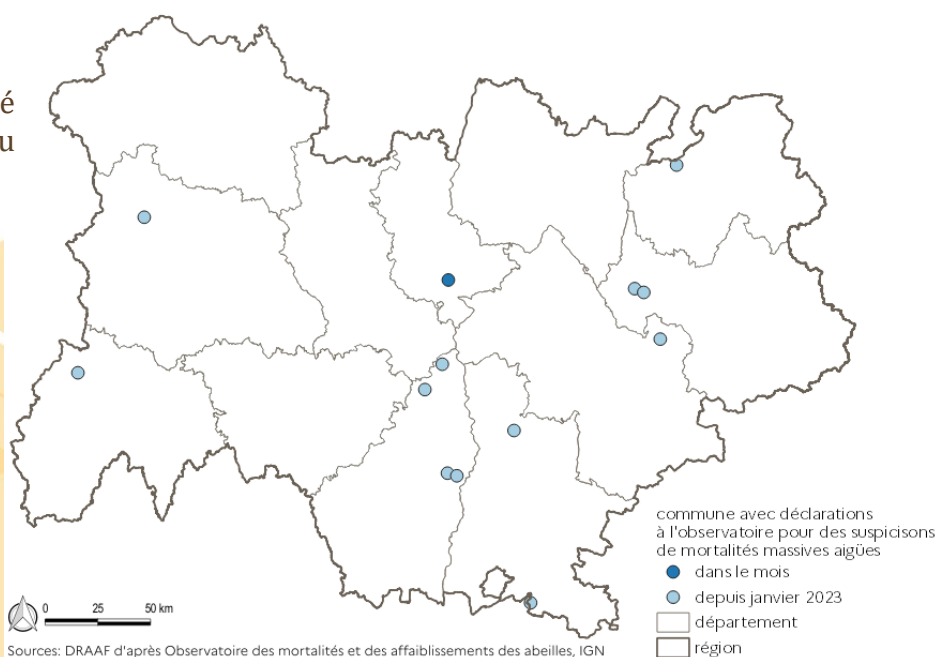 é
u
commune avec déclarations
à l'observatoire pour des suspicisons
de mortalités massives aigües
dans le mois
depuis janvier 2023
département
région
0 25 50 km
Sources: DRAAF d'après Observatoire des mortalités et des affaiblissements des abeilles, IGN